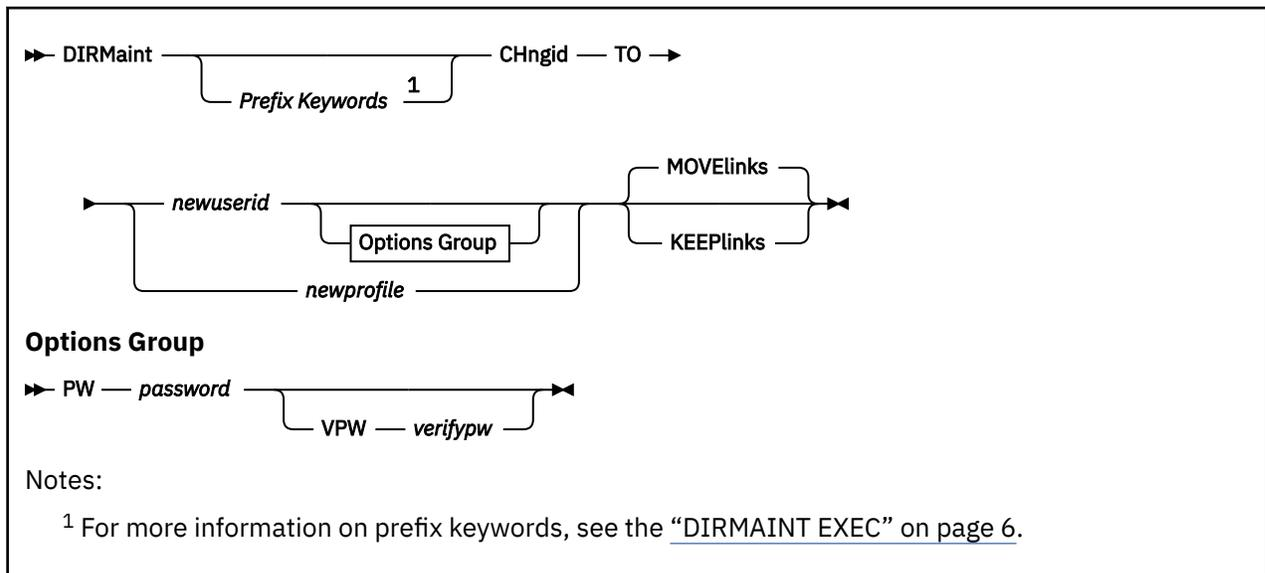 DIRMaint CHngid TO
Prefix Keywords 1
MOVElinks
newuserid
Options Group
KEEPlinks
newprofile
Options Group
PW password
VPW verifypw
Notes:
1 For more information on prefix keywords, see the “DIRMAINT EXEC” on page 6.